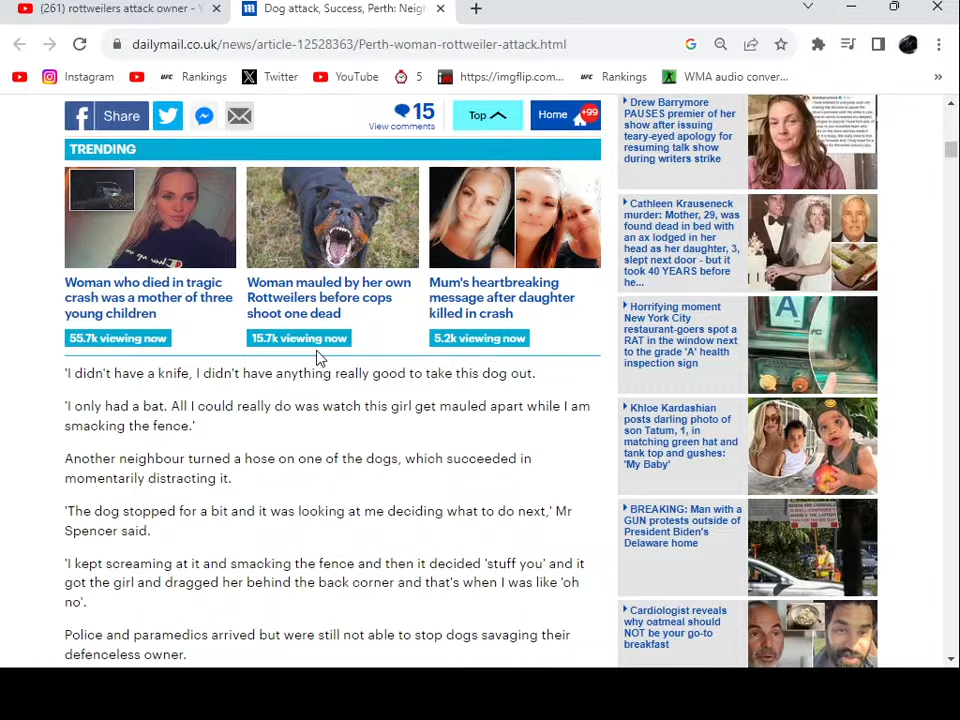 (261) rottweilers attack owner - Y
Dog attack, Success, Perth: Neigh
dailymail.co.uk/news/article-12528363/Perth-woman-rottweiler-attack.html
Instagram
UFC Rankings
Twitter
YouTube
5
https://imgflip.com...
UFC Rankings
WMA audio conver...
»
f Share
15
View comments
Top
Home
+99
TRENDING
Woman who died in tragic
crash was a mother of three
young children
55.7k viewing now
Woman mauled by her own
Rottweilers before cops
shoot one dead
15.7k viewing now
Mum's heartbreaking
message after daughter
killed in crash
5.2k viewing now
'I didn't have a knife, I didn't have anything really good to take this dog out.
'I only had a bat. All I could really do was watch this girl get mauled apart while I am
smacking the fence.'
Another neighbour turned a hose on one of the dogs, which succeeded in
momentarily distracting it.
'The dog stopped for a bit and it was looking at me deciding what to do next,' Mr
Spencer said.
'I kept screaming at it and smacking the fence and then it decided 'stuff you' and it
got the girl and dragged her behind the back corner and that's when I was like 'oh
no'.
Police and paramedics arrived but were still not able to stop dogs savaging their
defenceless owner.
Drew Barrymore
PAUSES premier of her
show after issuing
teary-eyed apology for
resuming talk show
during writers strike
Cathleen Krauseneck
murder: Mother, 29, was
found dead in bed with
an ax lodged in her
head as her daughter, 3,
slept next door - but it
took 40 YEARS before
he...
Horrifying moment
New York City
restaurant-goers spot a
RAT in the window next
to the grade 'A' health
inspection sign
A
Khloe Kardashian
posts darling photo of
son Tatum, 1, in
matching green hat and
tank top and gushes:
'My Baby'
BREAKING: Man with a
GUN protests outside of
President Biden's
Delaware home
Cardiologist reveals
why oatmeal should
NOT be your go-to
breakfast